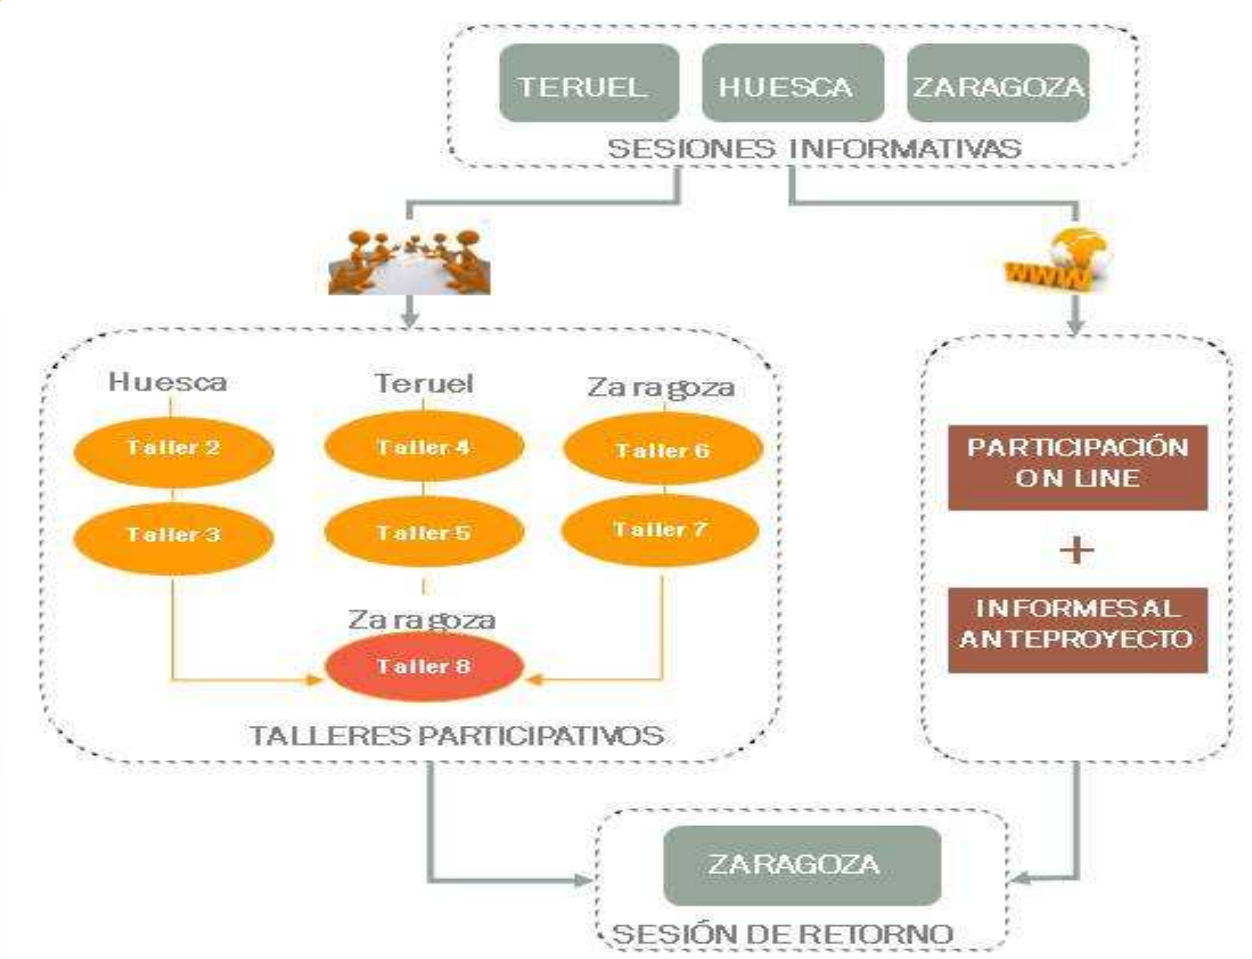 TERUEL
HUESCA
ZARAGOZA
SESIONES INFORMATIVAS
WWW
Huesca
Teruel
Zaragoza
Taller 2
Taller 4
Taller 6
Taller 3
Taller 5
Taller 7
Zaragoza
Taller 8
TALLERES PARTICIPATIVOS
PARTICIPACIÓN
ON LINE
+
INFORMES AL
ANTEPROYECTO
ZARAGOZA
SESIÓN DE RETORNO